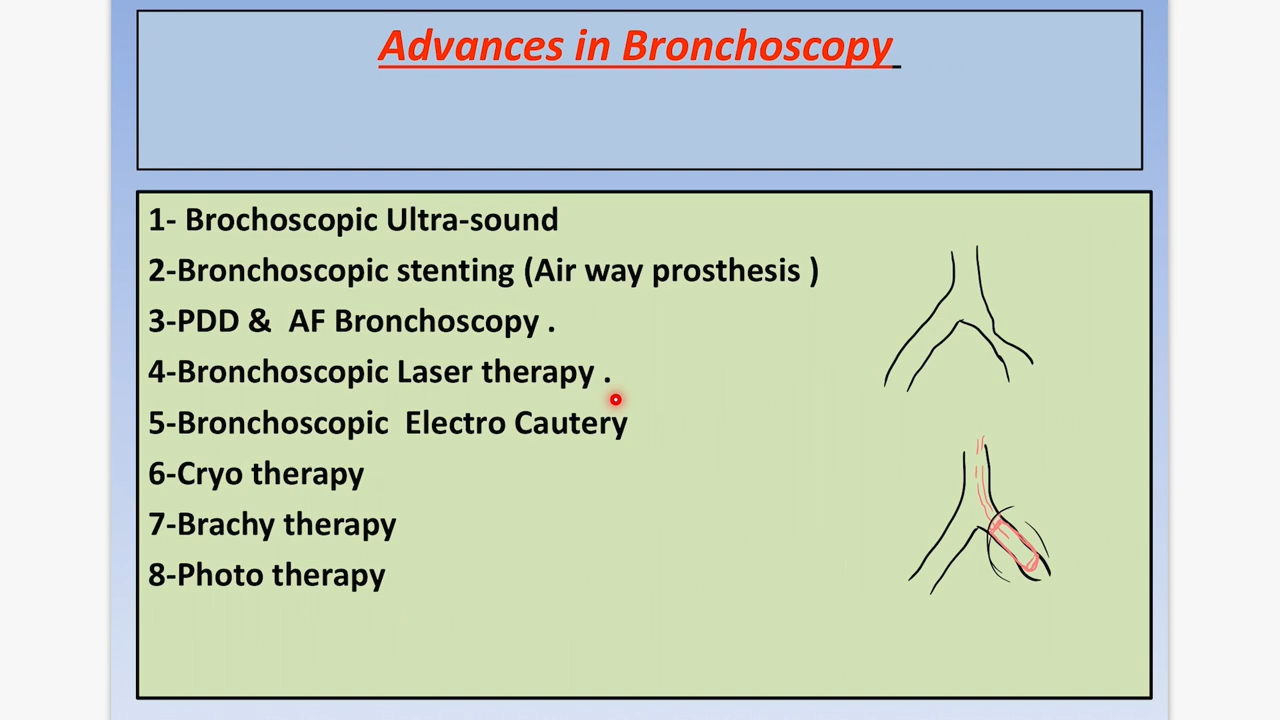 Advances in Bronchoscopy
1- Brochoscopic Ultra-sound
2-Bronchoscopic stenting (Air way prosthesis )
3-PDD & AF Bronchoscopy .
4-Bronchoscopic Laser therapy .
5-Bronchoscopic Electro Cautery
6-Cryo therapy
7-Brachy therapy
8-Photo therapy